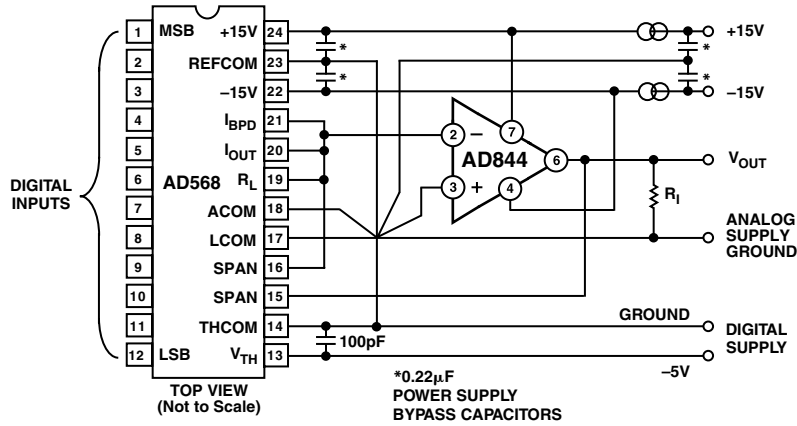 DIGITAL
INPUTS
1 MSB +15V 24
2 REFCOM 23
3 –15V 22
4 IBPD 21
5 IOUT 20
6 AD568 RL 19
7 ACOM 18
8 LCOM 17
9 SPAN 16
10 SPAN 15
11 THCOM 14
12 LSB VTH 13
TOP VIEW
(Not to Scale)
*
*
2 –
7
AD844
6
3 +
4
*
*
+15V
–15V
VOUT
RI
ANALOG
SUPPLY
GROUND
100pF
GROUND
DIGITAL
SUPPLY
–5V
*0.22μF
POWER SUPPLY
BYPASS CAPACITORS